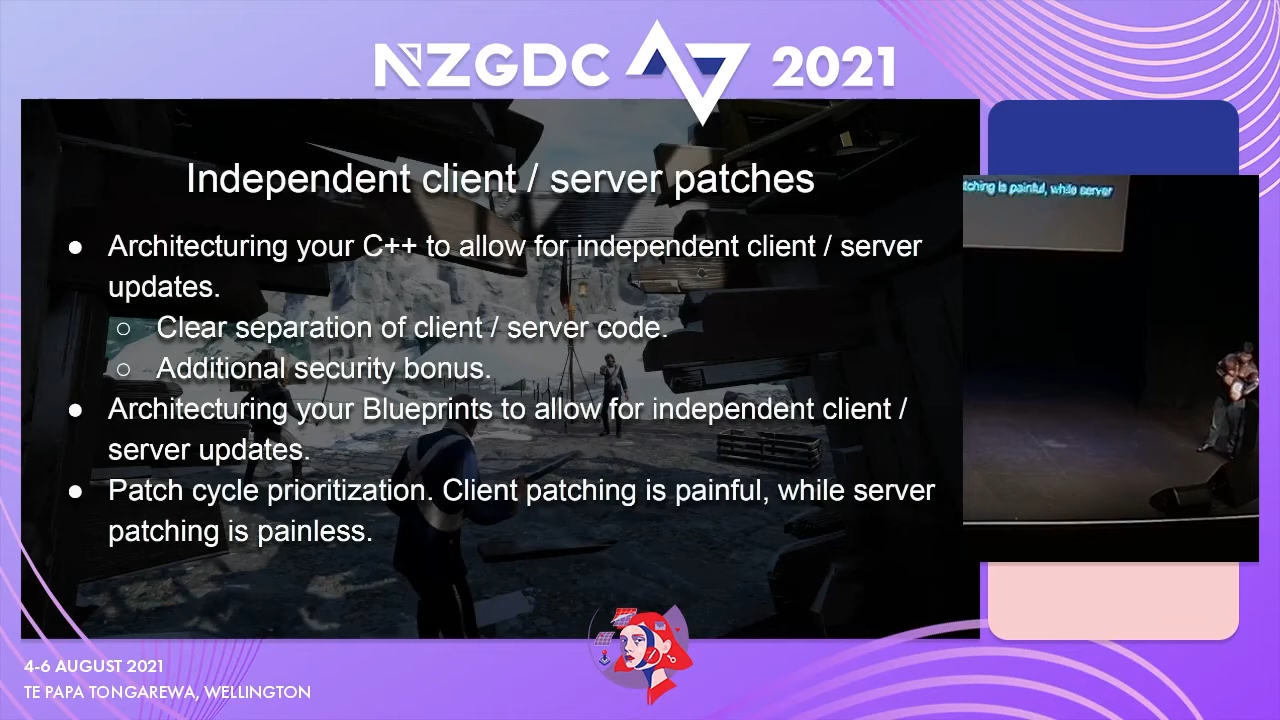 NZGDC 2021
Independent client / server patches
● Architecturing your C++ to allow for independent client / server
updates.
○ Clear separation of client / server code.
○ Additional security bonus.
● Architecturing your Blueprints to allow for independent client /
server updates.
● Patch cycle prioritization. Client patching is painful, while server
patching is painless.
tching is painful, while server
4-6 AUGUST 2021
TE PAPA TONGAREWA, WELLINGTON